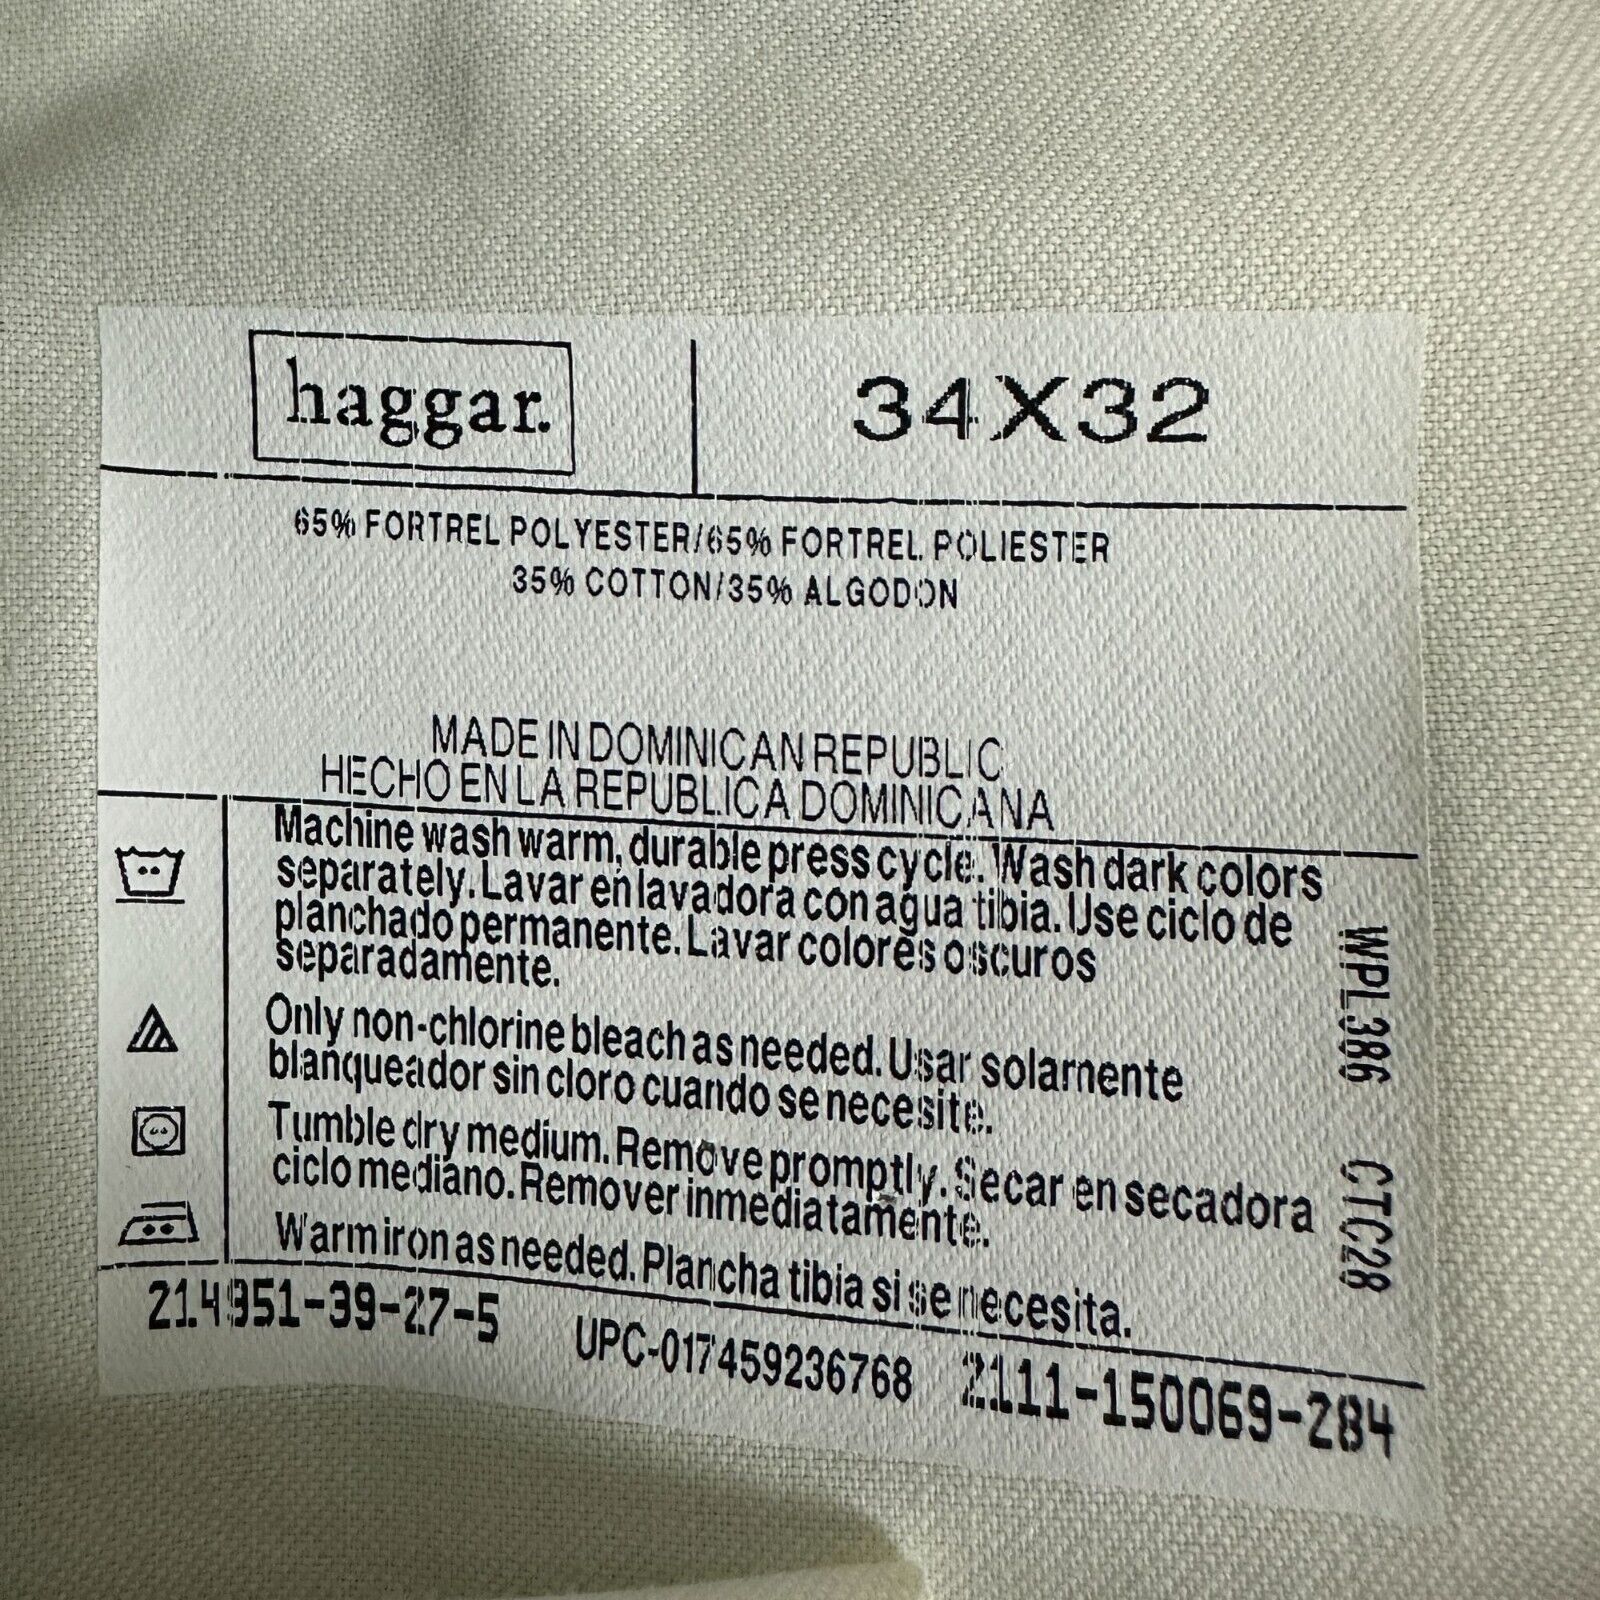 haggar.
34X32
65% FORTREL POLYESTER/65% FORTREL POLIESTER
35% COTTON/35% ALGODON
MADE IN DOMINICAN REPUBLIC
HECHO EN LA REPUBLICA DOMINICANA
Machine wash warm, durable press cycle. Wash dark colors
separately. Lavar en lavadora con agua tibia. Use ciclo de
planchado permanente. Lavar colores oscuros
separadamente.
Only non-chlorine bleach as needed. Usar solamente
blanqueador sin cloro cuando se necesite.
Tumble dry medium. Remove promptly. Secar en secadora
ciclo mediano. Remover inmediatamente.
Warm iron as needed. Plancha tibia si se necesita.
WPL386 CTC28
214951-39-27-5 UPC-017459236768 2111-150069-284